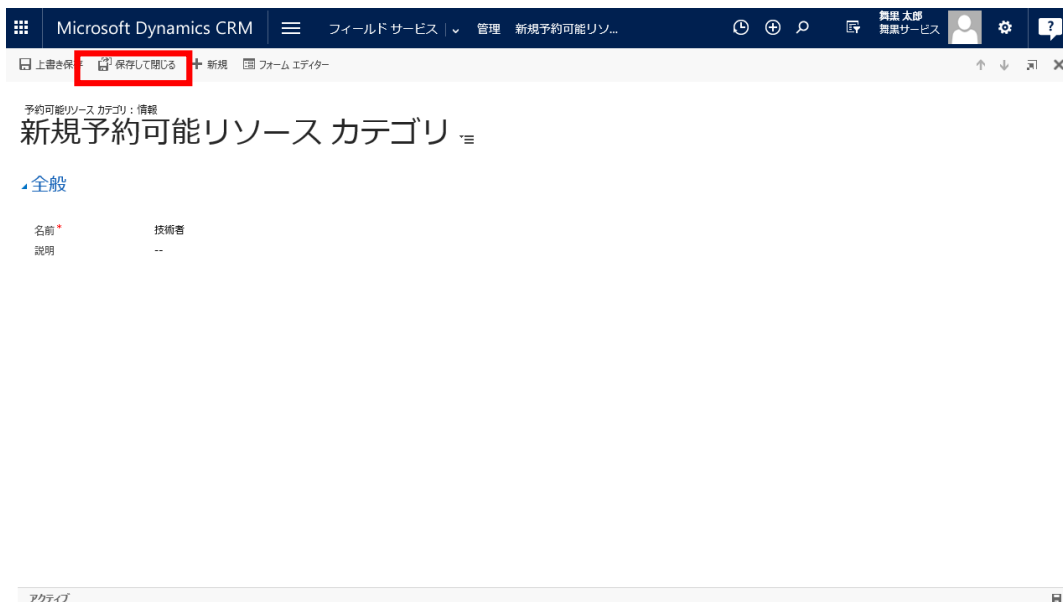 Microsoft Dynamics CRM フィールド サービス 管理 新規予約可能リソ... 舞黒 太郎
舞黒サービス ?
上書き保存 保存して閉じる 新規 フォーム エディター
予約可能リソース カテゴリ : 情報
新規予約可能リソース カテゴリ
全般
名前* 技術者
説明 --
アクティブ